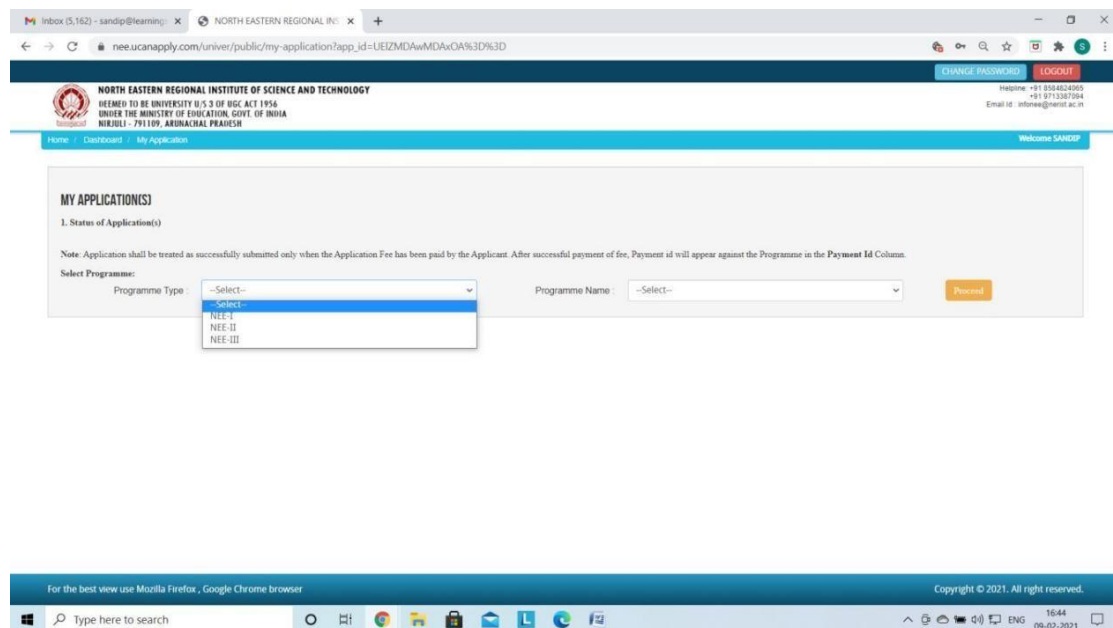 Inbox (5,162) - sandip@learning
NORTH EASTERN REGIONAL INS
nee.ucanapply.com/univer/public/my-application?app_id=UEIZMDAwMDAxOA%3D%3D
CHANGE PASSWORD
LOGOUT
NORTH EASTERN REGIONAL INSTITUTE OF SCIENCE AND TECHNOLOGY
DEEMED TO BE UNIVERSITY U/S 3 OF UGC ACT 1956
UNDER THE MINISTRY OF EDUCATION, GOVT. OF INDIA
NIRJULI - 791109, ARUNACHAL PRADESH
Helpline: +91 8584824065
+91 9713387094
Email Id : infonee@nerist.ac.in
Home / Dashboard / My Application
Welcome SANDIP
MY APPLICATION(S)
1. Status of Application(s)
Note: Application shall be treated as successfully submitted only when the Application Fee has been paid by the Applicant. After successful payment of fee, Payment id will appear against the Programme in the Payment Id Column.
Select Programme:
Programme Type :
--Select--
Programme Name :
--Select--
Proceed
--Select--
NEE-I
NEE-II
NEE-III
For the best view use Mozilla Firefox , Google Chrome browser
Copyright © 2021. All right reserved.
Type here to search
ENG
16:44
09-02-2021